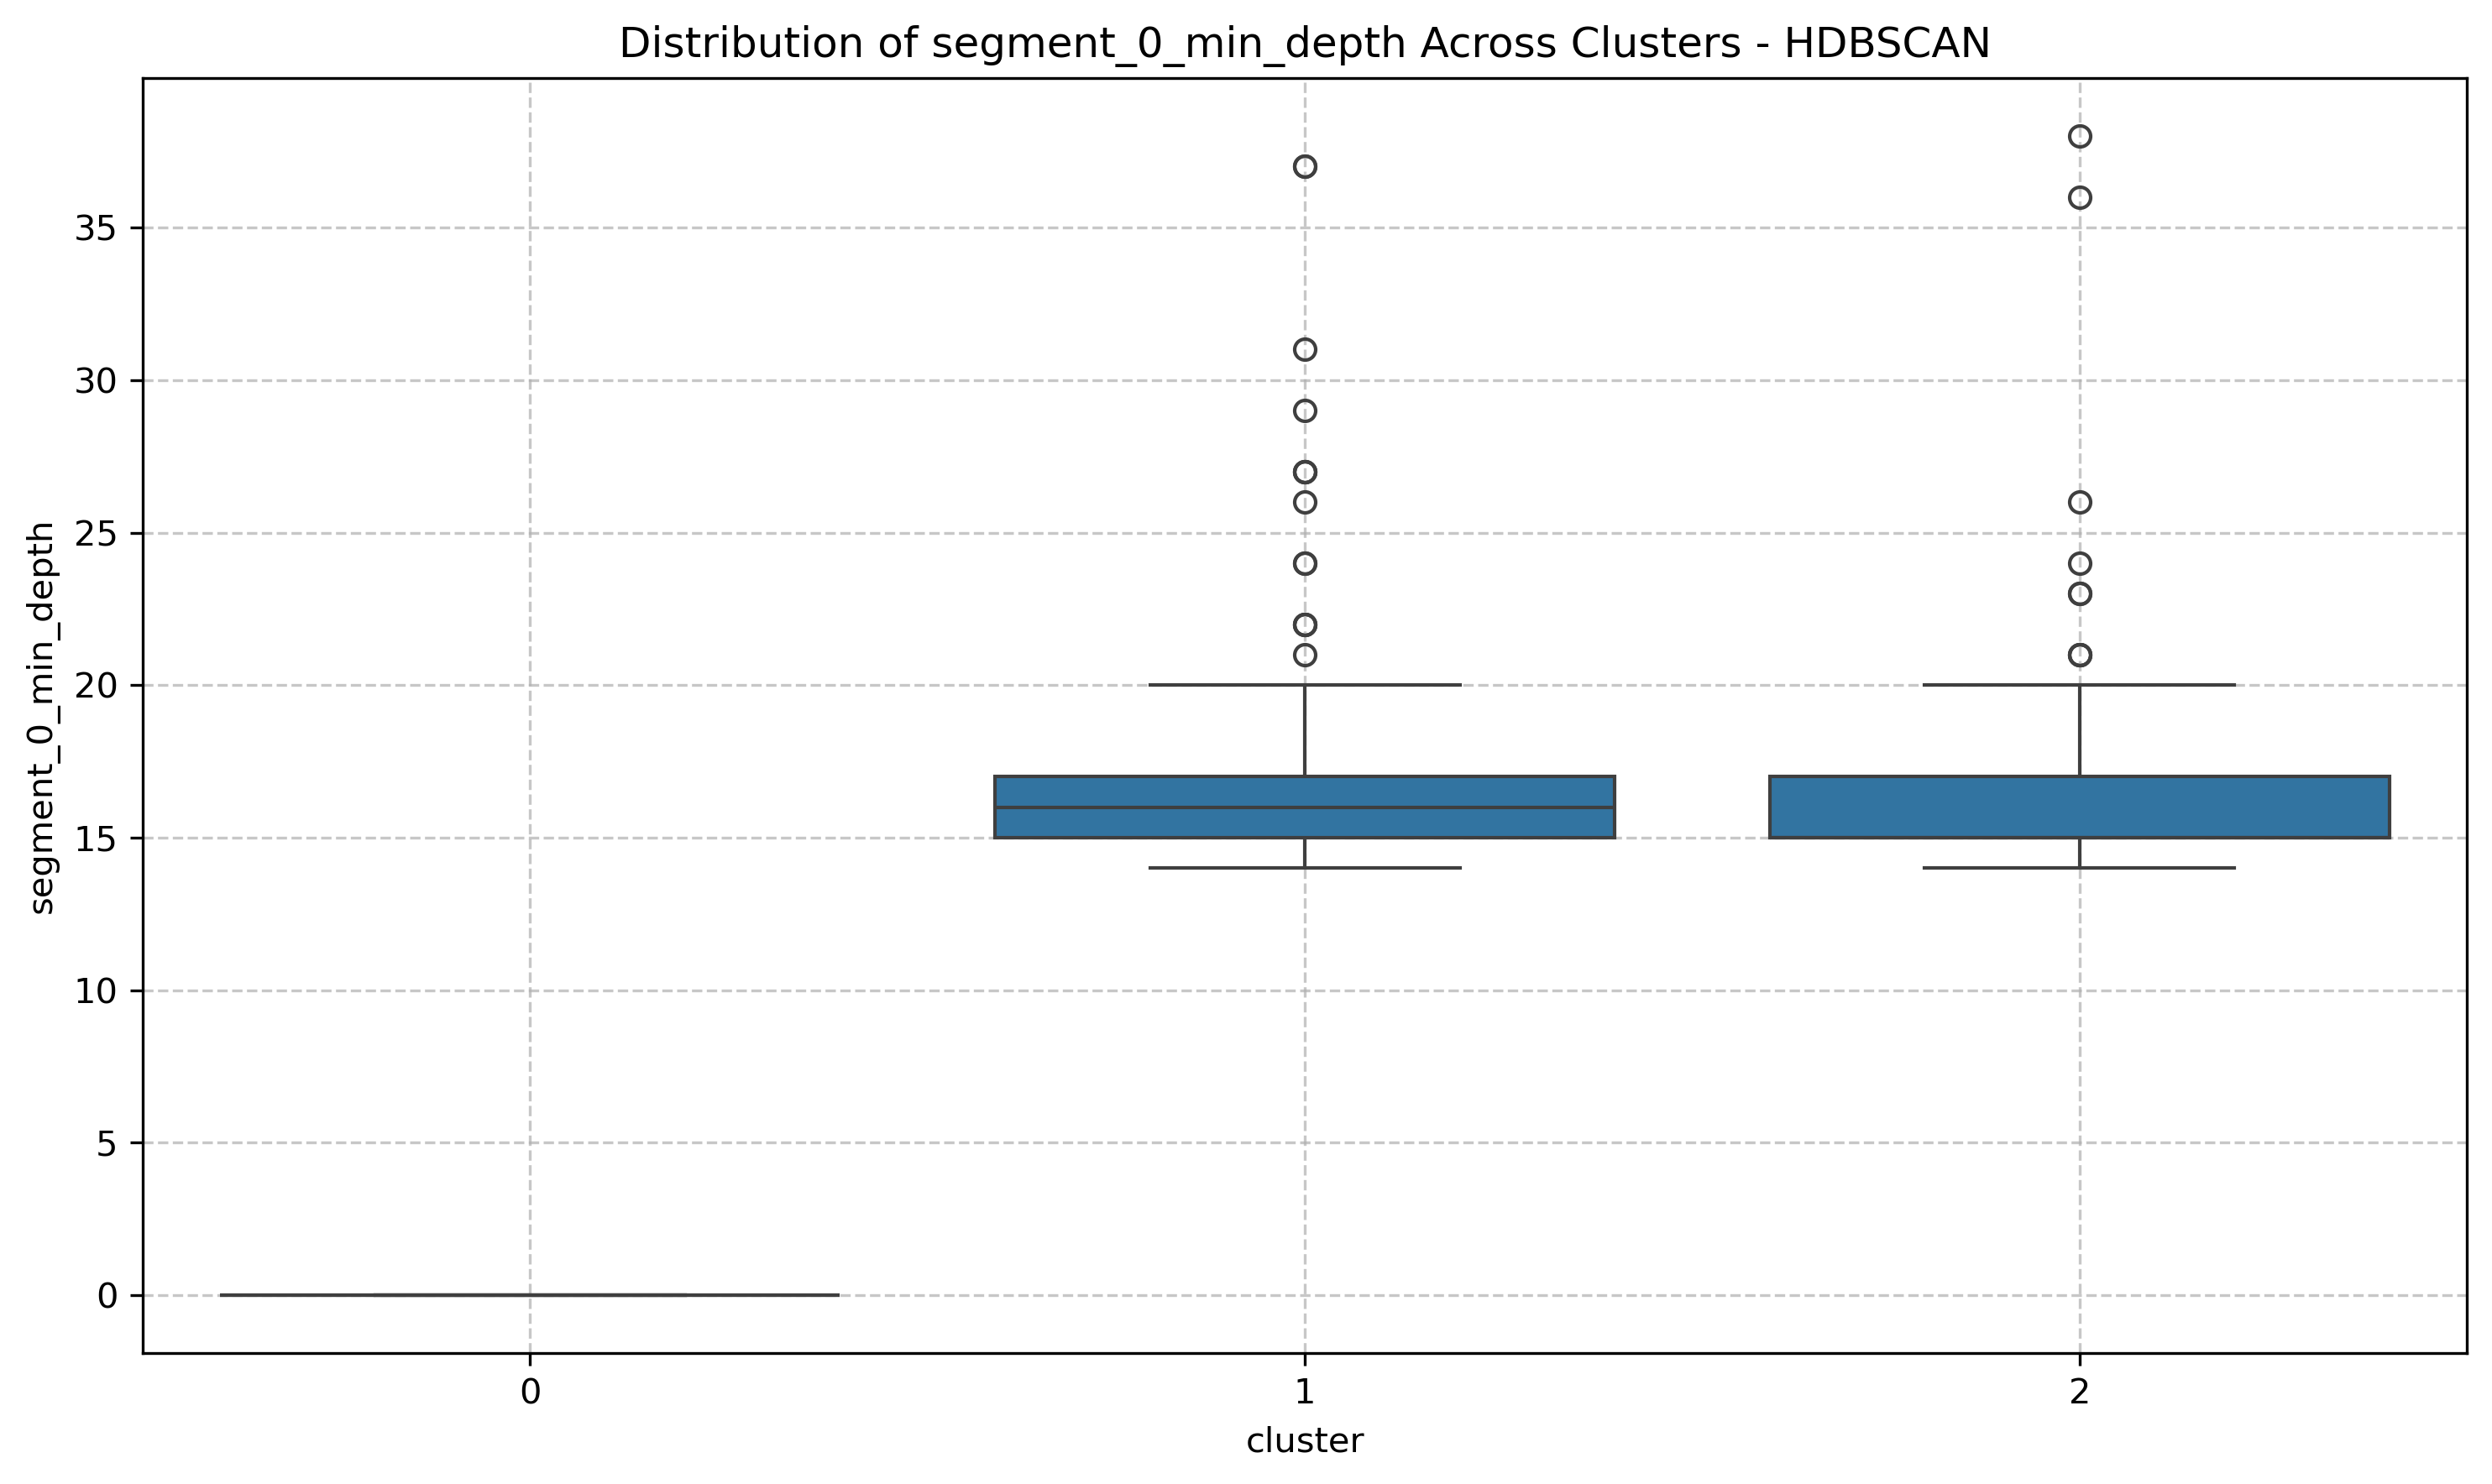 Distribution of segment_0_min_depth Across Clusters - HDBSCAN
segment_0_min_depth
35
30
25
20
15
10
5
0
0 1 2
cluster